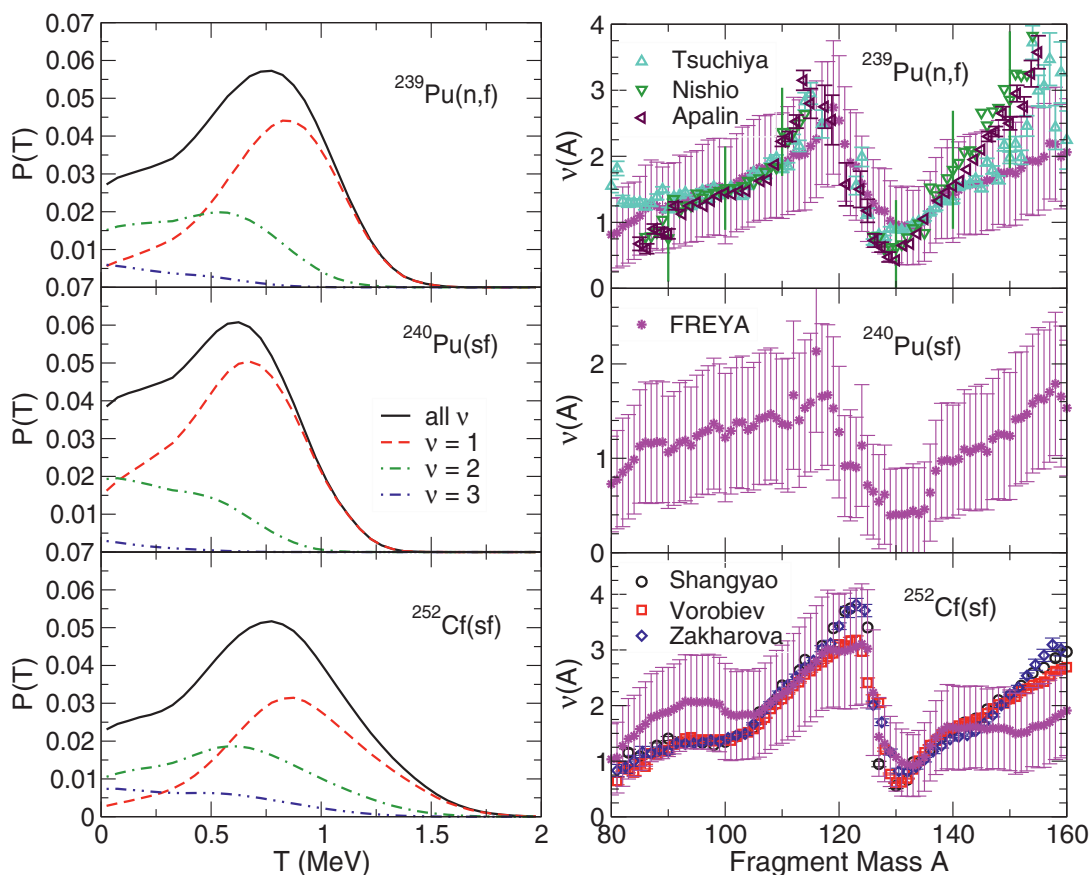 0.07
0.06
0.05
0.04
0.03
0.02
0.01
0.07
P(T)
²³⁹Pu(n,f)
0.06
0.05
0.04
0.03
0.02
0.01
0.07
P(T)
²⁴⁰Pu(sf)
all ν
ν = 1
ν = 2
ν = 3
0.06
0.05
0.04
0.03
0.02
0.01
0
P(T)
²⁵²Cf(sf)
0 0.5 1 1.5 2
T (MeV)
4
3
2
1
0
ν(A)
Tsuchiya
Nishio
Apalin
²³⁹Pu(n,f)
2
1
0
ν(A)
FREYA
²⁴⁰Pu(sf)
4
3
2
1
0
ν(A)
Shangyao
Vorobiev
Zakharova
²⁵²Cf(sf)
80 100 120 140 160
Fragment Mass A